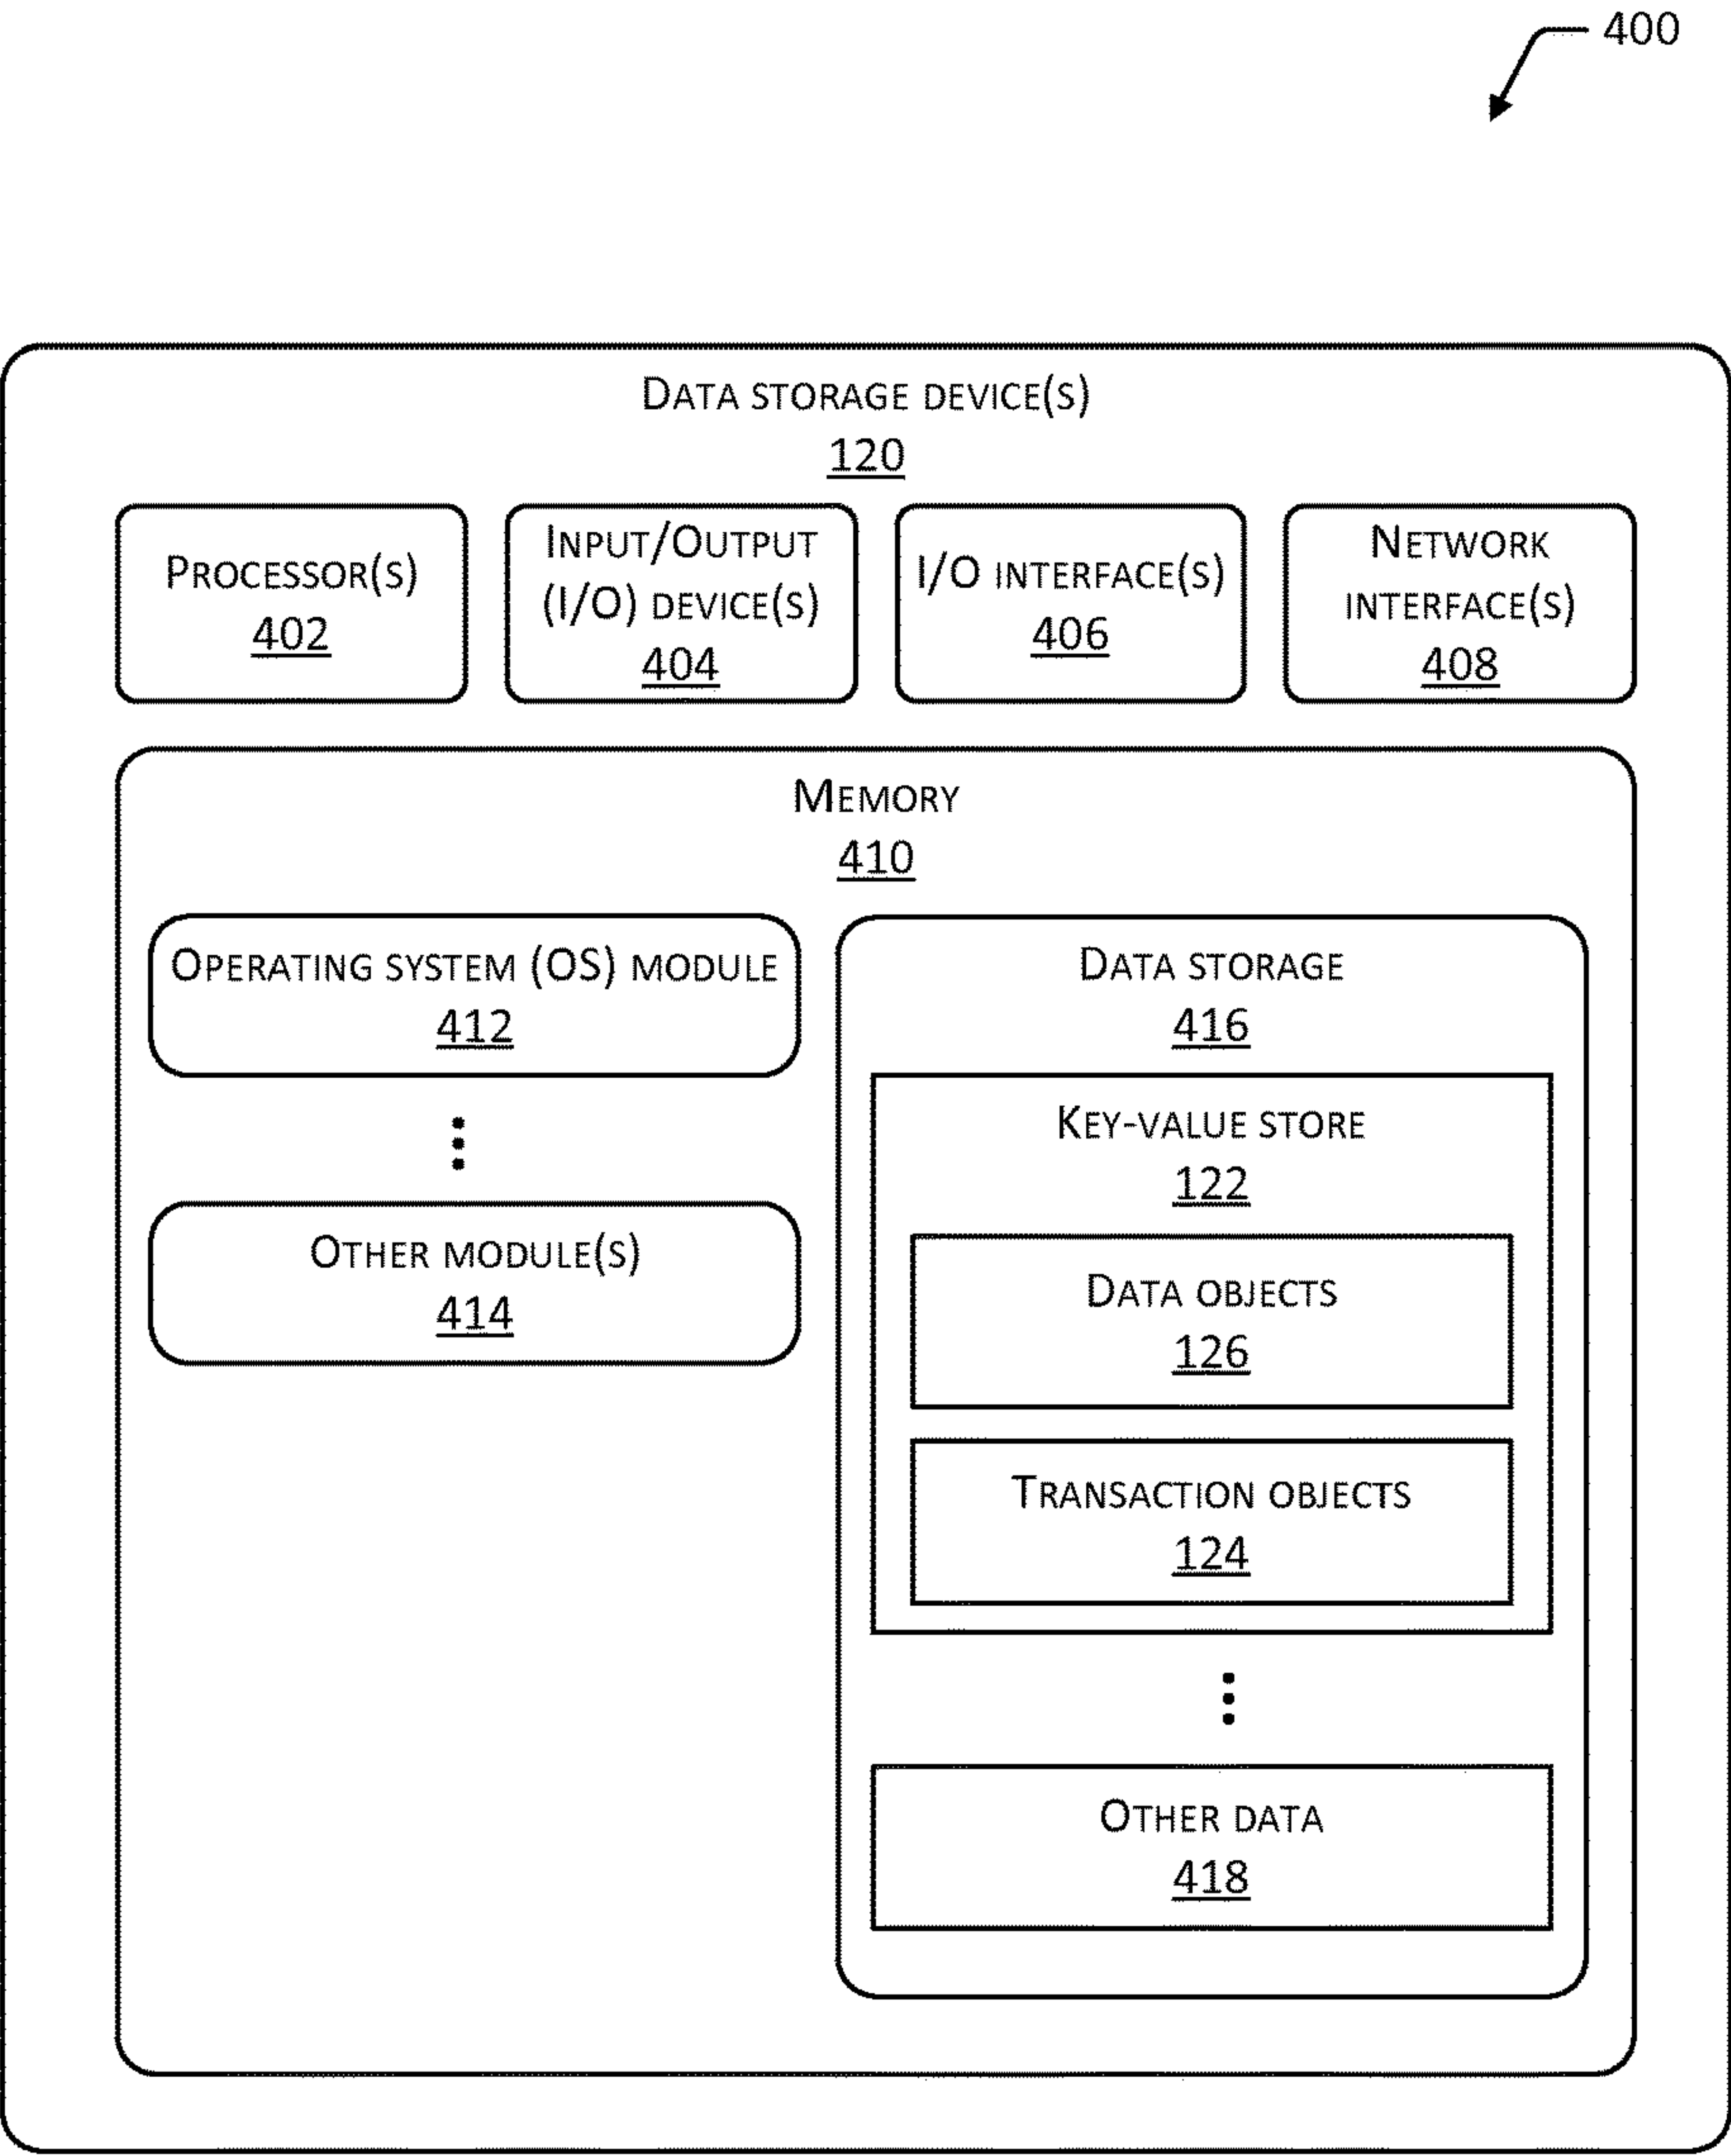 400
DATA STORAGE DEVICE(S)
120
PROCESSOR(S)
402
INPUT/OUTPUT
(I/O) DEVICE(S)
404
I/O INTERFACE(S)
406
NETWORK
INTERFACE(S)
408
MEMORY
410
OPERATING SYSTEM (OS) MODULE
412
OTHER MODULE(S)
414
DATA STORAGE
416
KEY-VALUE STORE
122
DATA OBJECTS
126
TRANSACTION OBJECTS
124
OTHER DATA
418